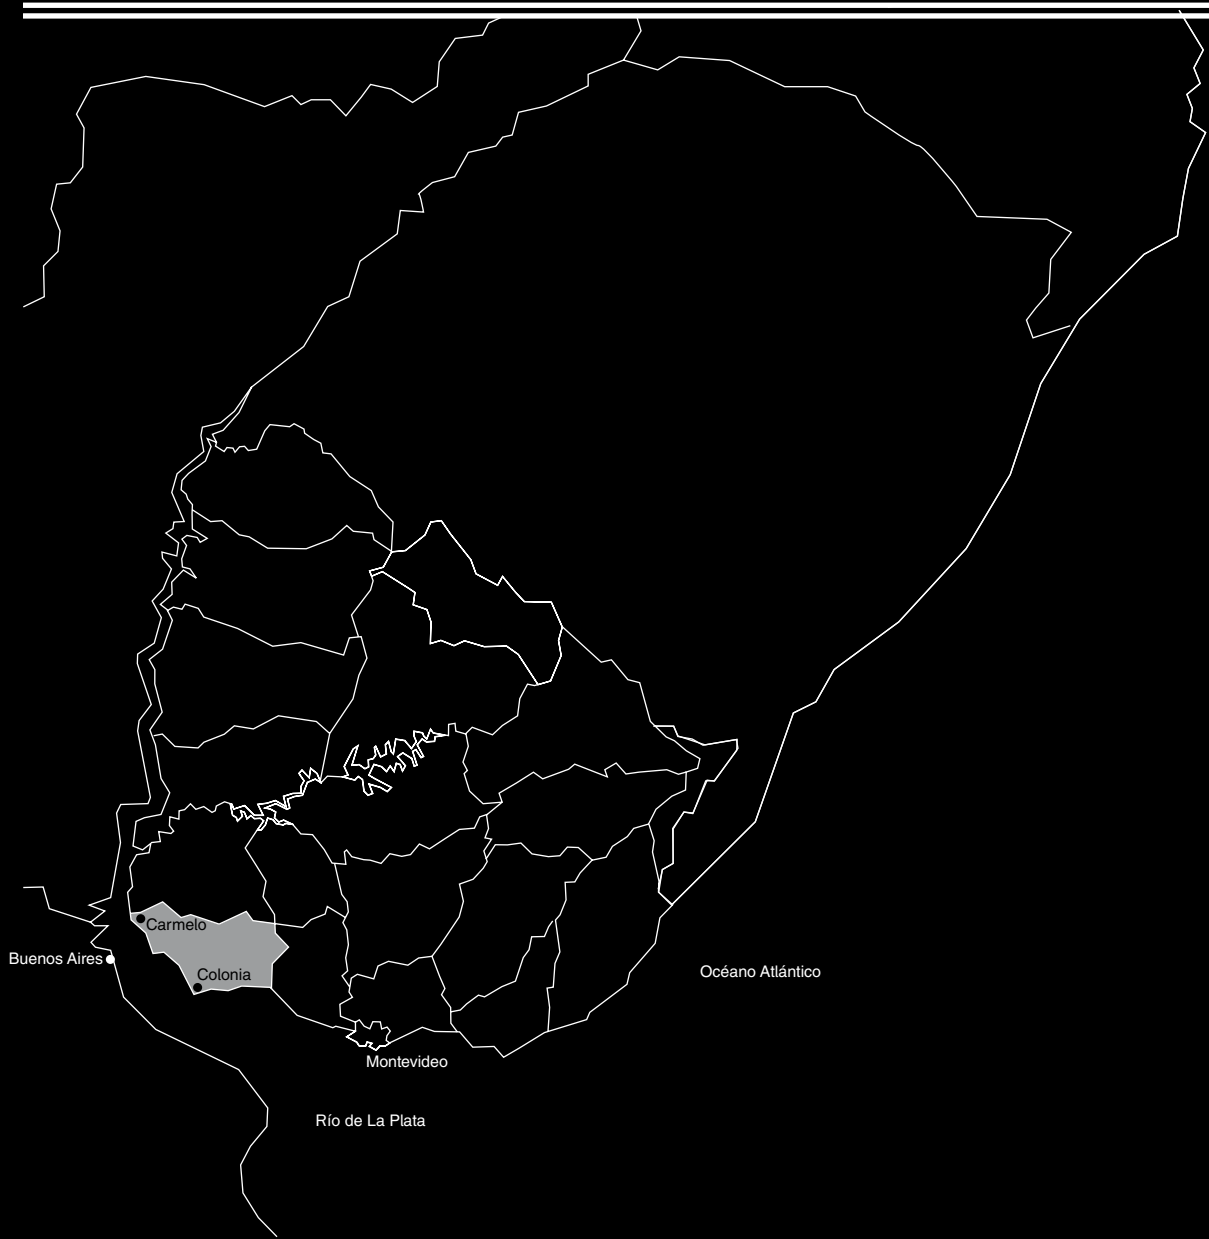 Carmelo
Buenos Aires
Colonia
Océano Atlántico
Montevideo
Río de La Plata